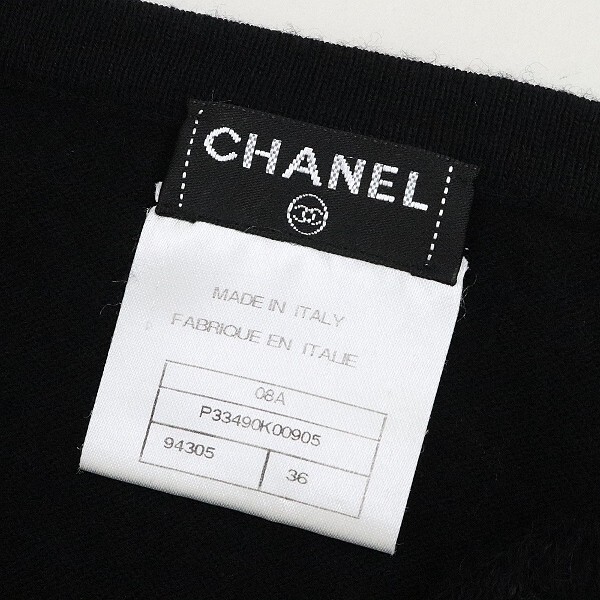 CHANEL
MADE IN ITALY
FABRIQUE EN ITALIE
08A
P33490K00905
94305 36